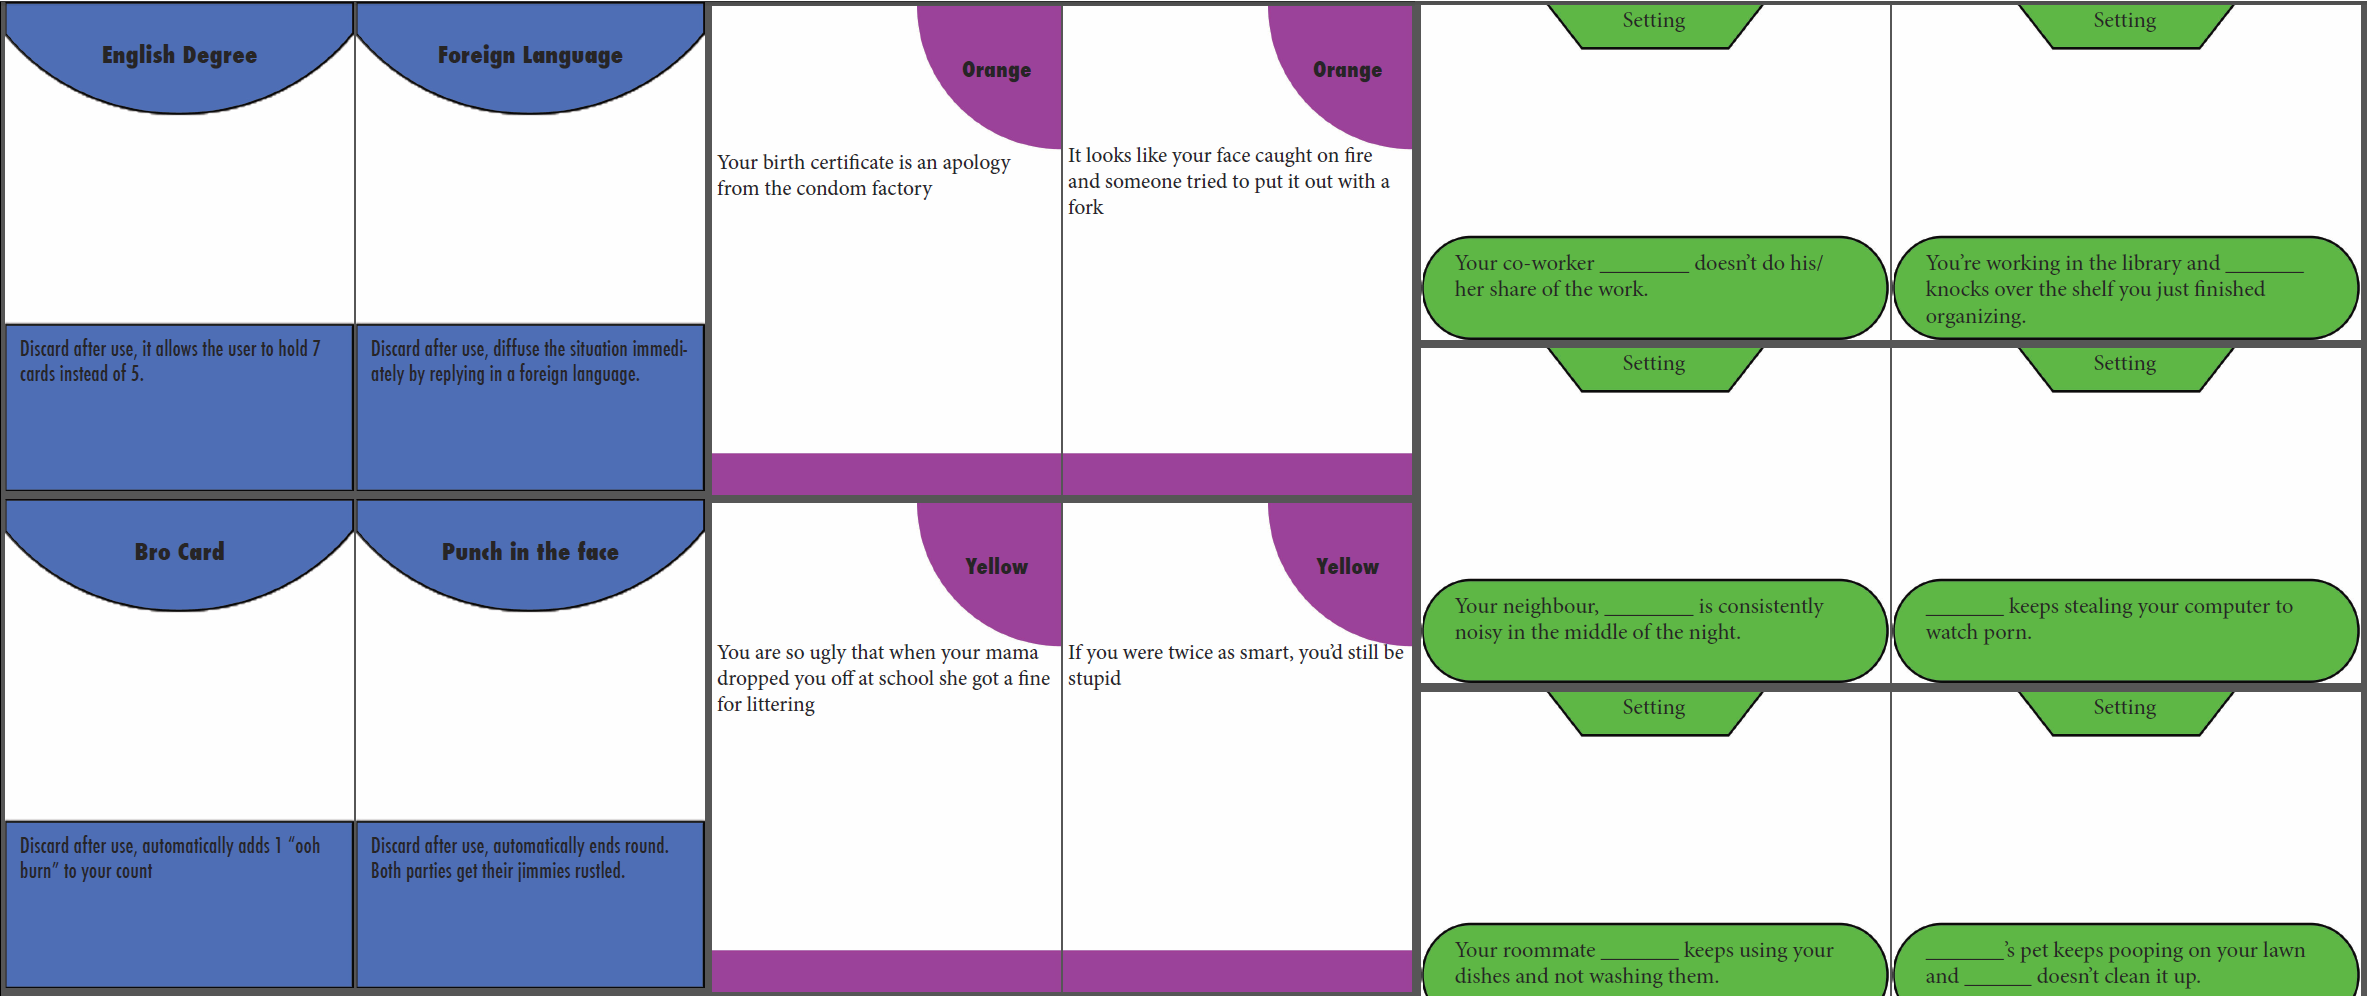 English Degree
Discard after use, it allows the user to hold 7
cards instead of 5.
Foreign Language
Discard after use, diffuse the situation immedi-
ately by replying in a foreign language.
Bro Card
Discard after use, automatically adds 1 “ooh
burn” to your count
Punch in the face
Discard after use, automatically ends round.
Both parties get their jimmies rustled.
Orange
Your birth certificate is an apology
from the condom factory
Orange
It looks like your face caught on fire
and someone tried to put it out with a
fork
Yellow
You are so ugly that when your mama
dropped you off at school she got a fine
for littering
Yellow
If you were twice as smart, you’d still be
stupid
Setting
Your co-worker ________ doesn’t do his/
her share of the work.
Setting
You’re working in the library and _______
knocks over the shelf you just finished
organizing.
Setting
Your neighbour, ________ is consistently
noisy in the middle of the night.
Setting
_______ keeps stealing your computer to
watch porn.
Setting
Your roommate _______ keeps using your
dishes and not washing them.
Setting
_______’s pet keeps pooping on your lawn
and ______ doesn’t clean it up.